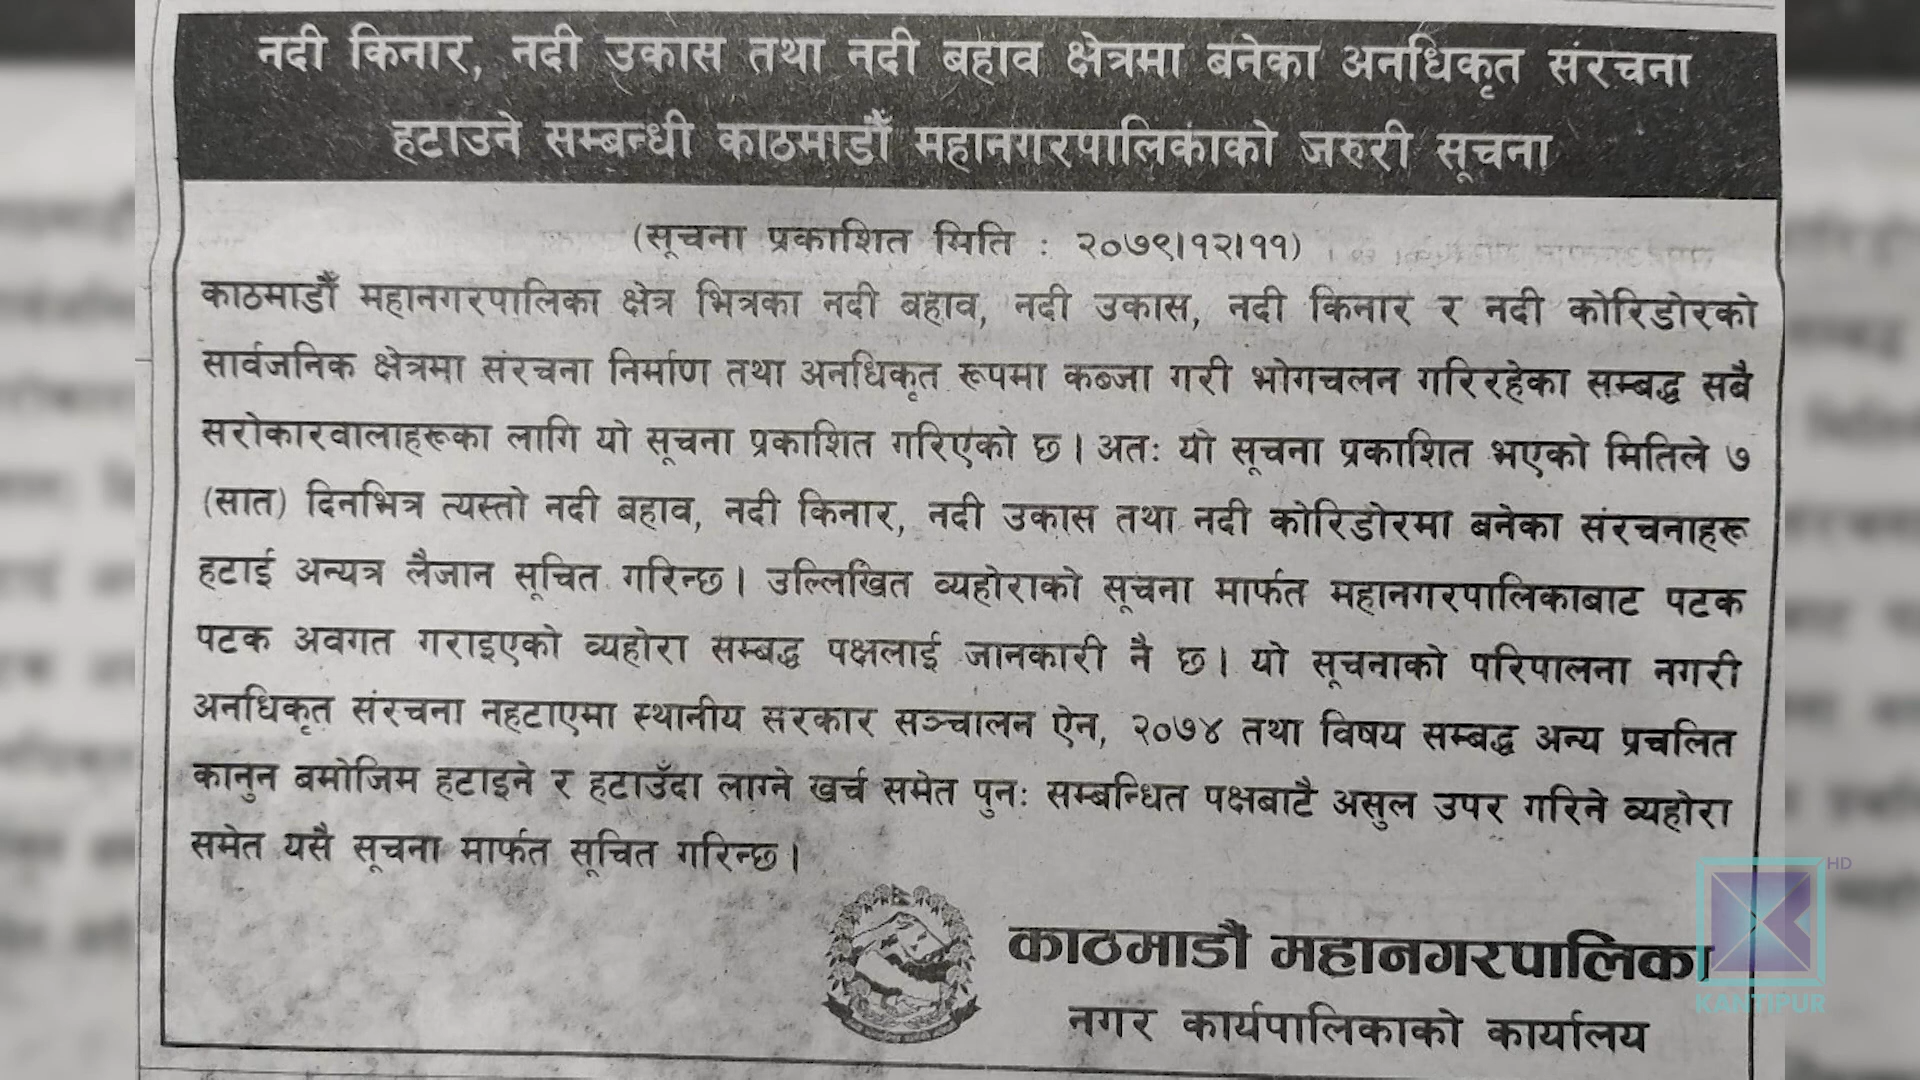 नदी किनार, नदी उकास तथा नदी बहाव क्षेत्रमा बनेका अनधिकृत संरचना
हटाउने सम्बन्धी काठमाडौँ महानगरपालिकाको जरुरी सूचना
(सूचना प्रकाशित मिति : २०७९।१२।११)
काठमाडौँ महानगरपालिका क्षेत्र भित्रका नदी बहाव, नदी उकास, नदी किनार र नदी कोरिडोरको
सार्वजनिक क्षेत्रमा संरचना निर्माण तथा अनधिकृत रूपमा कब्जा गरी भोगचलन गरिरहेका सम्बद्ध सबै
सरोकारवालाहरूका लागि यो सूचना प्रकाशित गरिएको छ। अतः यो सूचना प्रकाशित भएको मितिले ७
(सात) दिनभित्र त्यस्तो नदी बहाव, नदी किनार, नदी उकास तथा नदी कोरिडोरमा बनेका संरचनाहरू
हटाई अन्यत्र लैजान सूचित गरिन्छ। उल्लिखित व्यहोराको सूचना मार्फत महानगरपालिकाबाट पटक
पटक अवगत गराइएको व्यहोरा सम्बद्ध पक्षलाई जानकारी नै छ। यो सूचनाको परिपालना नगरी
अनधिकृत संरचना नहटाएमा स्थानीय सरकार सञ्चालन ऐन, २०७४ तथा विषय सम्बद्ध अन्य प्रचलित
कानुन बमोजिम हटाइने र हटाउँदा लाग्ने खर्च समेत पुनः सम्बन्धित पक्षबाटै असुल उपर गरिने व्यहोरा
समेत यसै सूचना मार्फत सूचित गरिन्छ।
काठमाडौं महानगरपालिका
नगर कार्यपालिकाको कार्यालय
HD
KANTIPUR